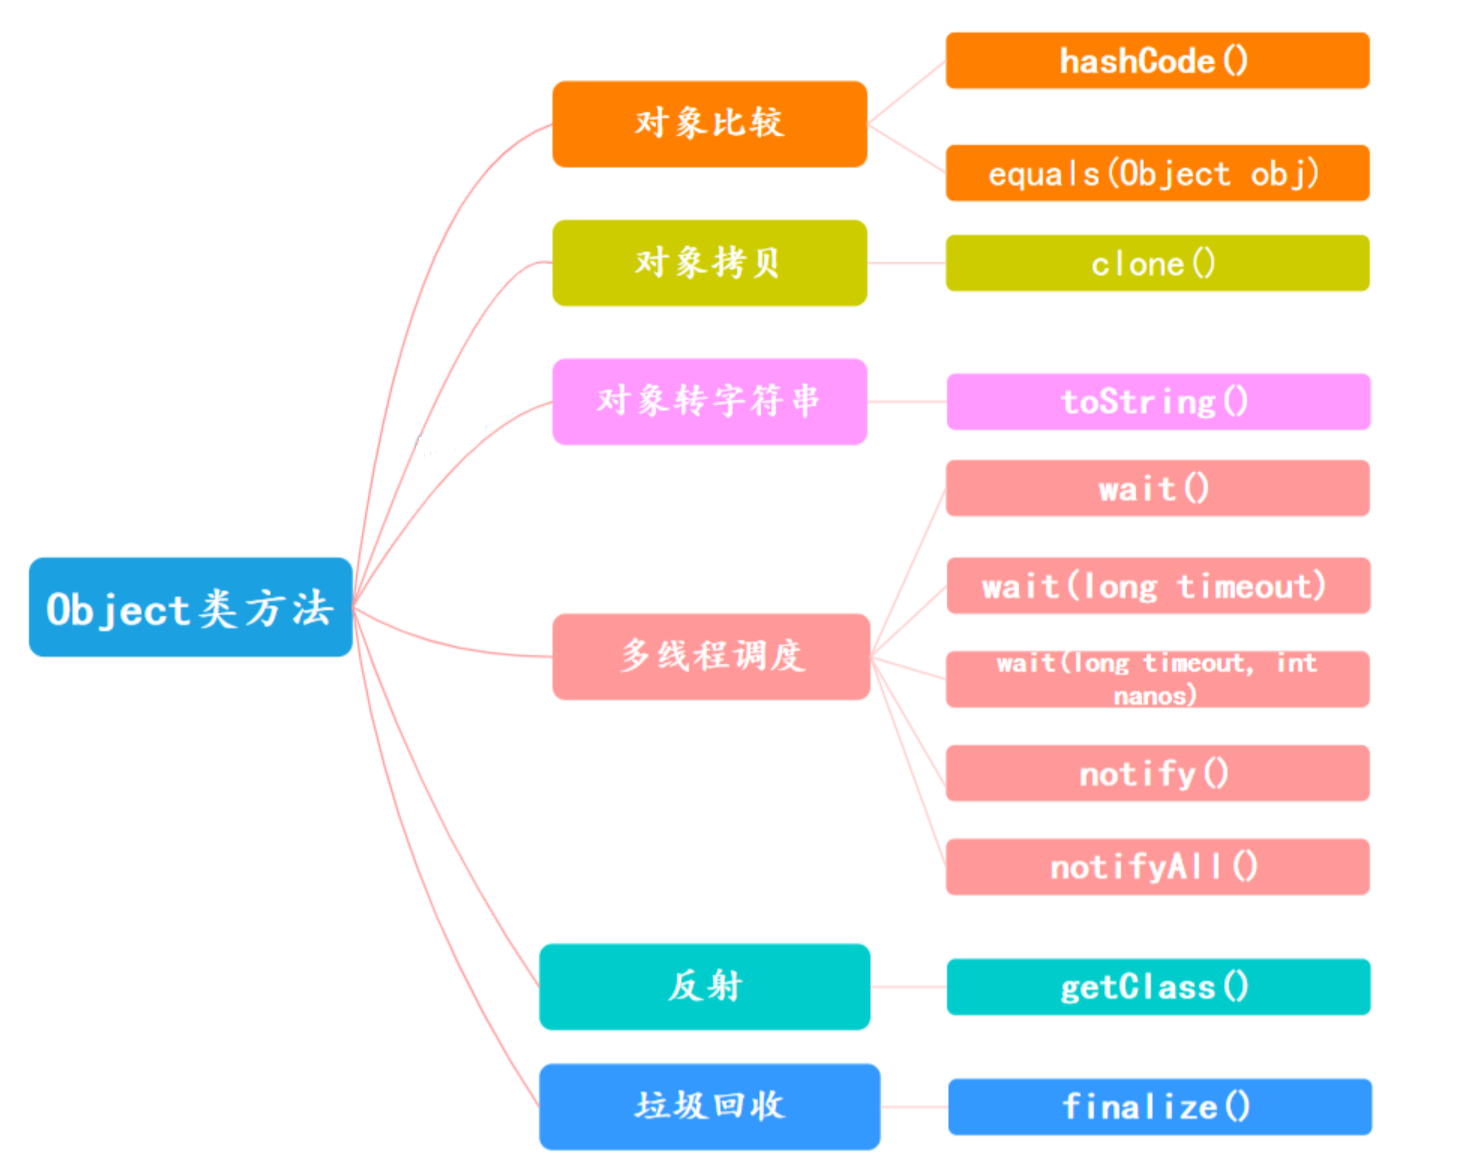 Object类方法
对象比较
hashCode()
equals(Object obj)
对象拷贝
clone()
对象转字符串
toString()
多线程调度
wait()
wait(long timeout)
wait(long timeout, int
nanos)
notify()
notifyAll()
反射
getClass()
垃圾回收
finalize()